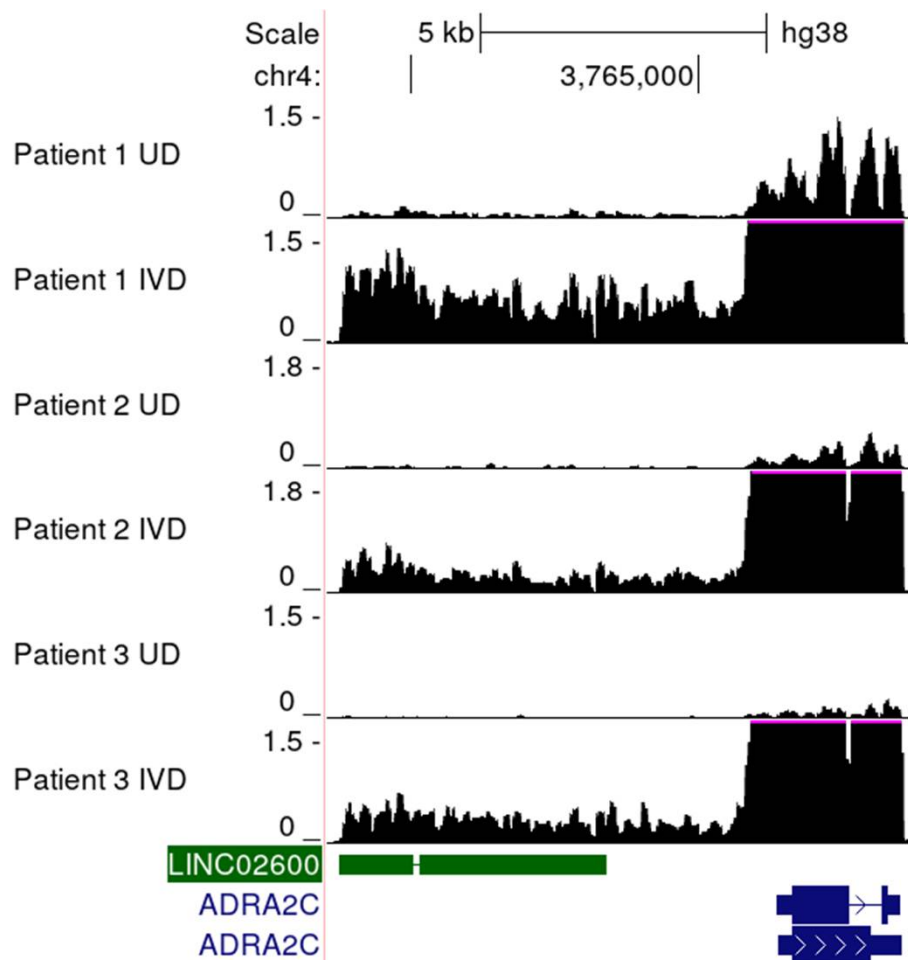 Scale 5 kb hg38
chr4: 3,765,000
1.5 -
Patient 1 UD
0 _
1.5 -
Patient 1 IVD
0 _
1.8 -
Patient 2 UD
0 _
1.8 -
Patient 2 IVD
0 _
1.5 -
Patient 3 UD
0 _
1.5 -
Patient 3 IVD
0 _
LINC02600
ADRA2C
ADRA2C